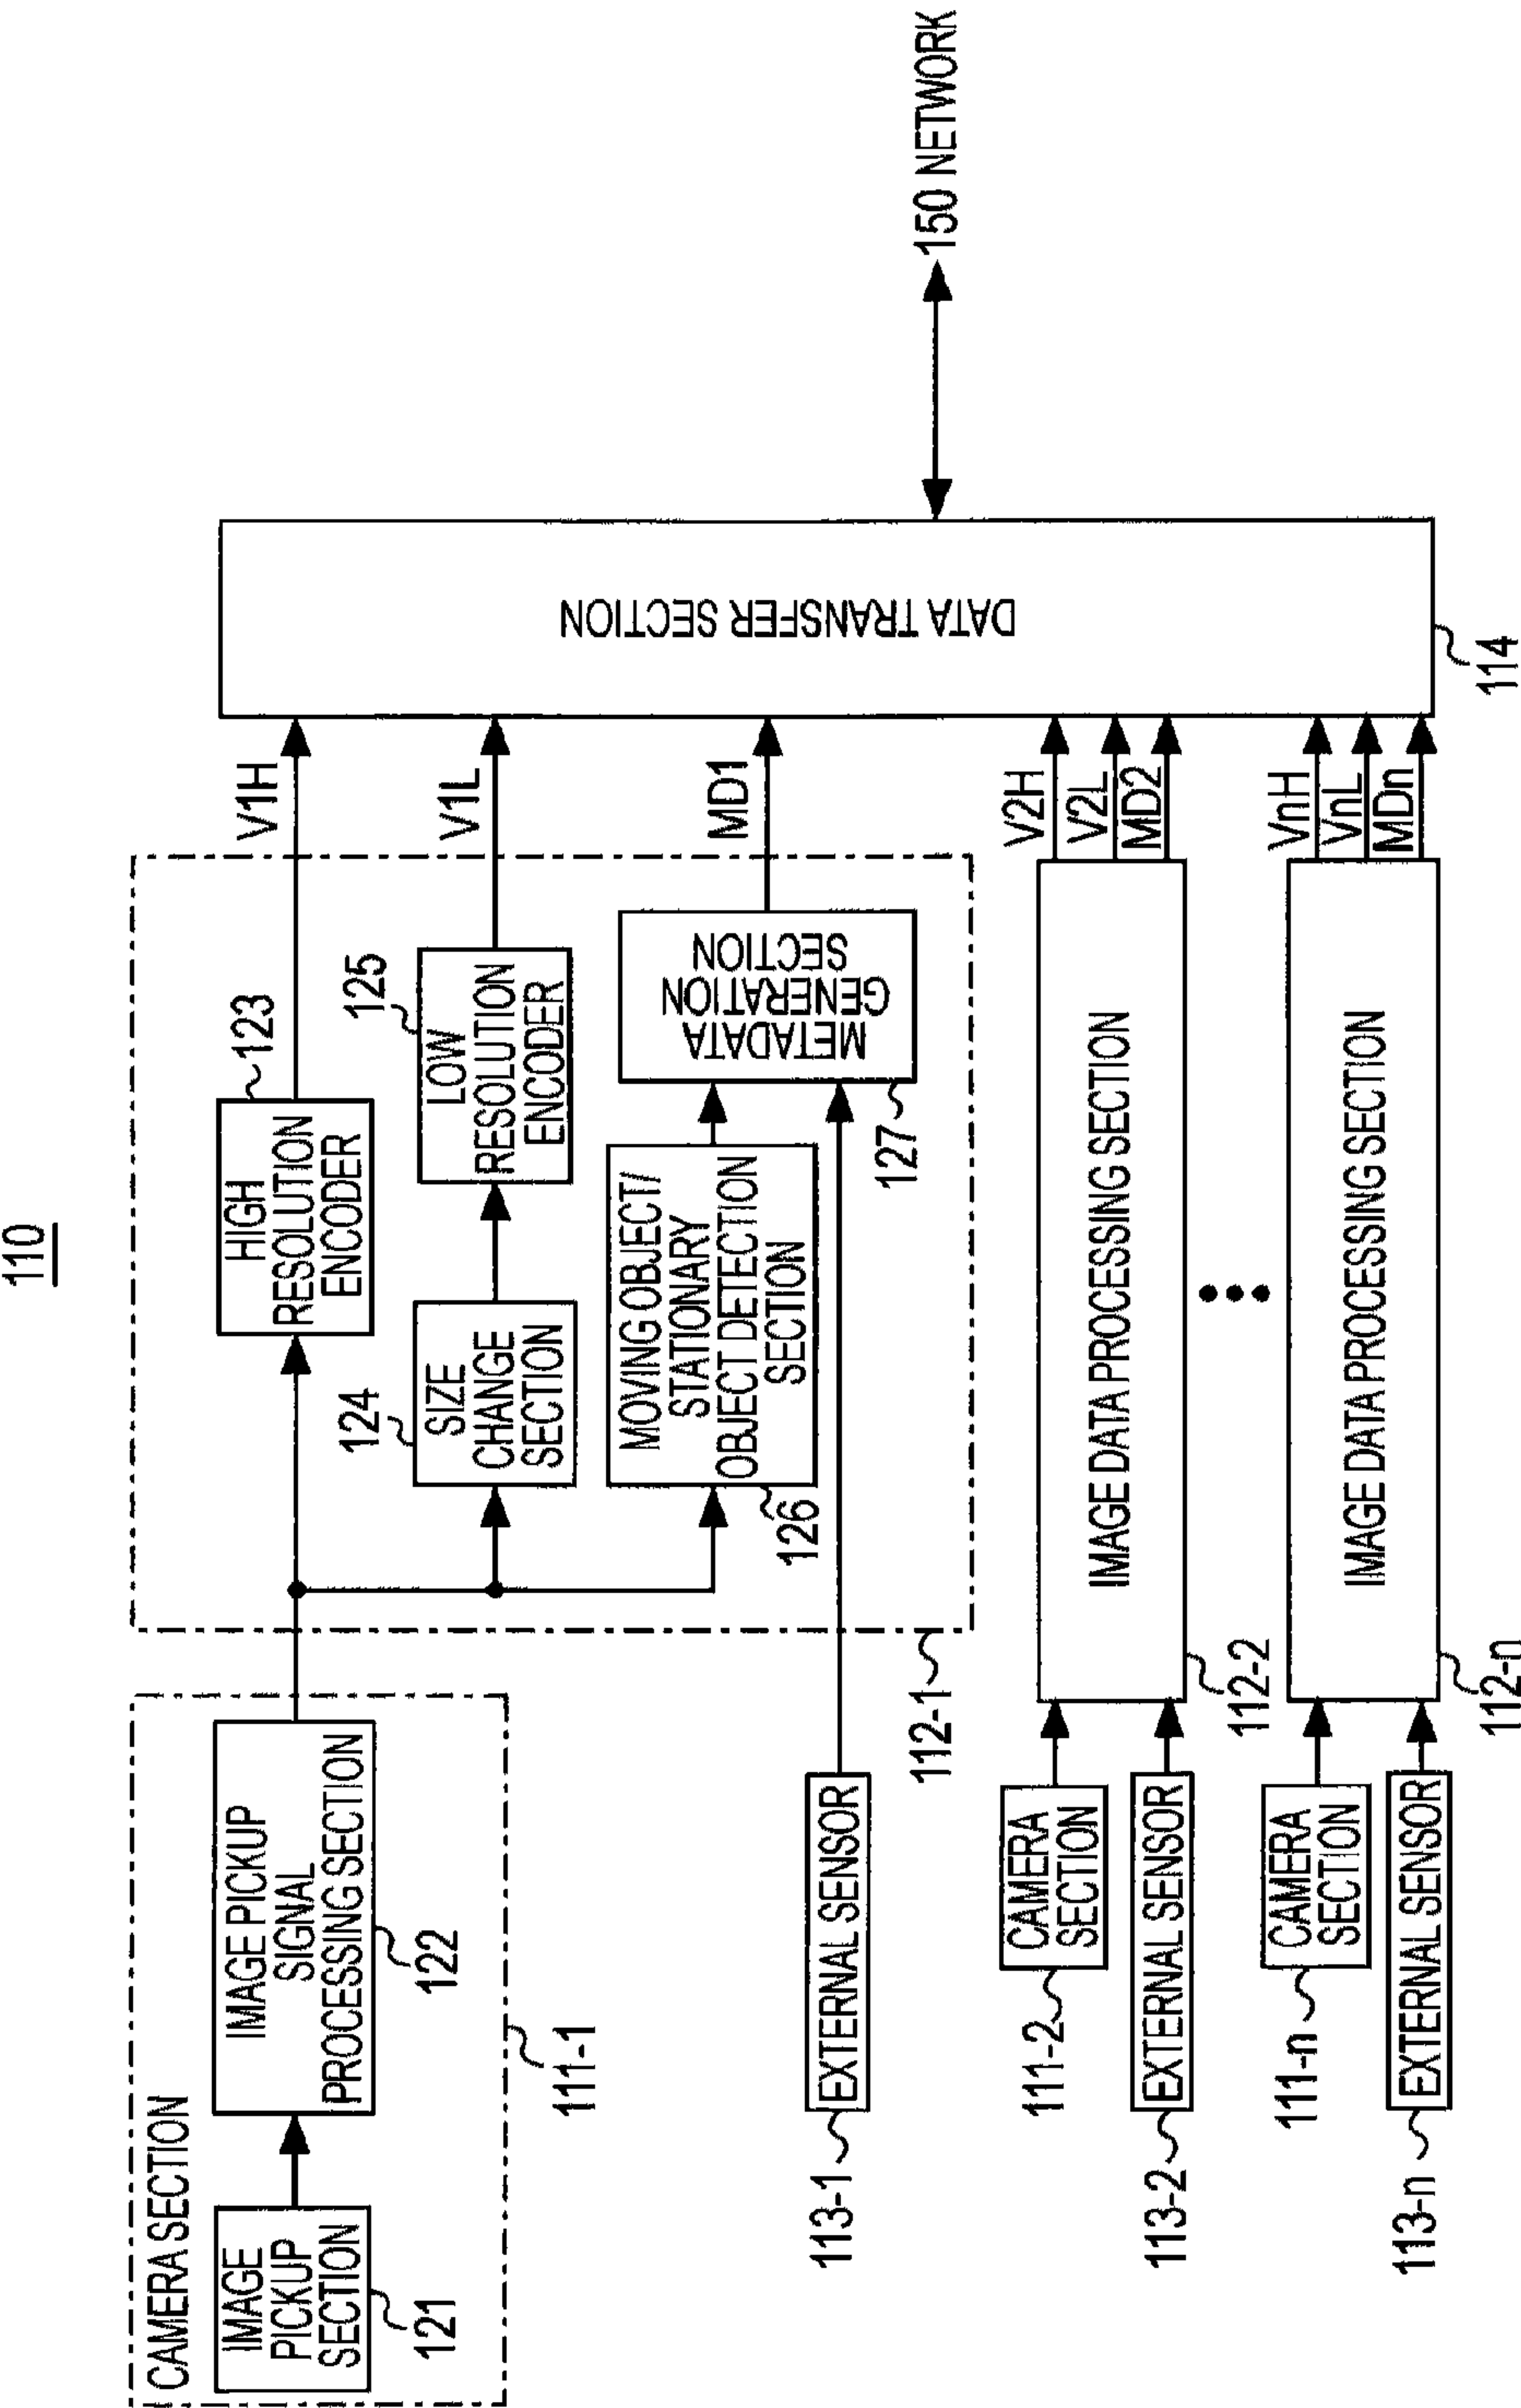 110
CAMERA SECTION
IMAGE
PICKUP
SECTION
121
IMAGE PICKUP
SIGNAL
PROCESSING SECTION
122
111-1
HIGH
RESOLUTION
ENCODER
123
V1H
124
SIZE
CHANGE
SECTION
125
LOW
RESOLUTION
ENCODER
V1L
MOVING OBJECT/
STATIONARY
OBJECT DETECTION
SECTION
126
METADATA
GENERATION
SECTION
127
MD1
113-1
EXTERNAL SENSOR
112-1
DATA TRANSFER SECTION
114
150 NETWORK
111-2
CAMERA
SECTION
113-2
EXTERNAL SENSOR
IMAGE DATA PROCESSING SECTION
112-2
V2H
V2L
MD2
111-n
CAMERA
SECTION
113-n
EXTERNAL SENSOR
IMAGE DATA PROCESSING SECTION
112-n
VnH
VnL
MDn